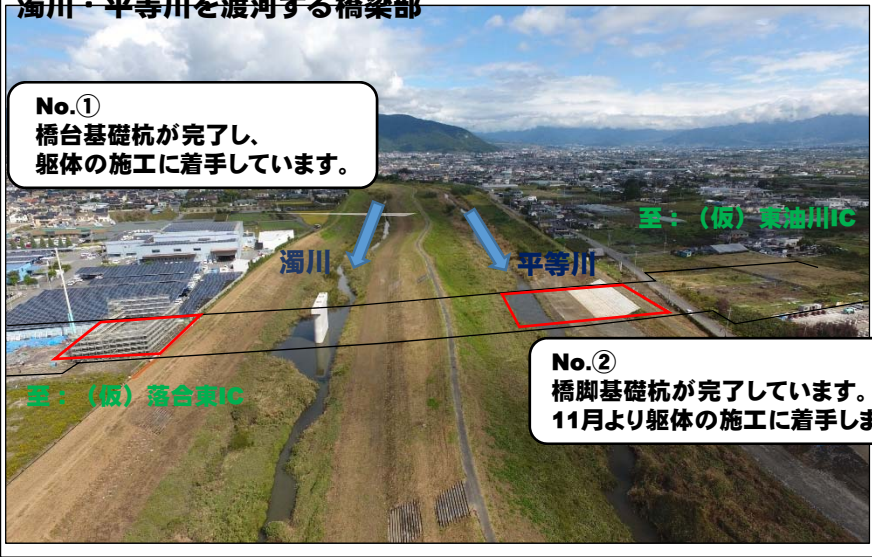 濁川・平等川を渡河する橋梁部
No.①
橋台基礎杭が完了し、
躯体の施工に着手しています。
至：（仮）東油川IC
濁川
平等川
至：（仮）落合東IC
No.②
橋脚基礎杭が完了しています。
11月より躯体の施工に着手しま